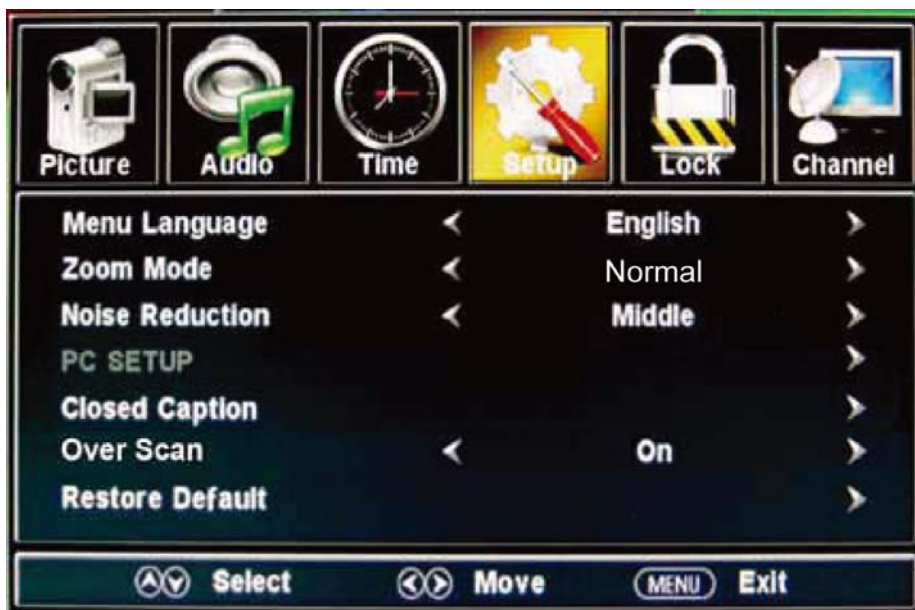 Picture Audio Time Setup Lock Channel
Menu Language English
Zoom Mode Normal
Noise Reduction Middle
PC SETUP
Closed Caption
Over Scan On
Restore Default
Select Move MENU Exit